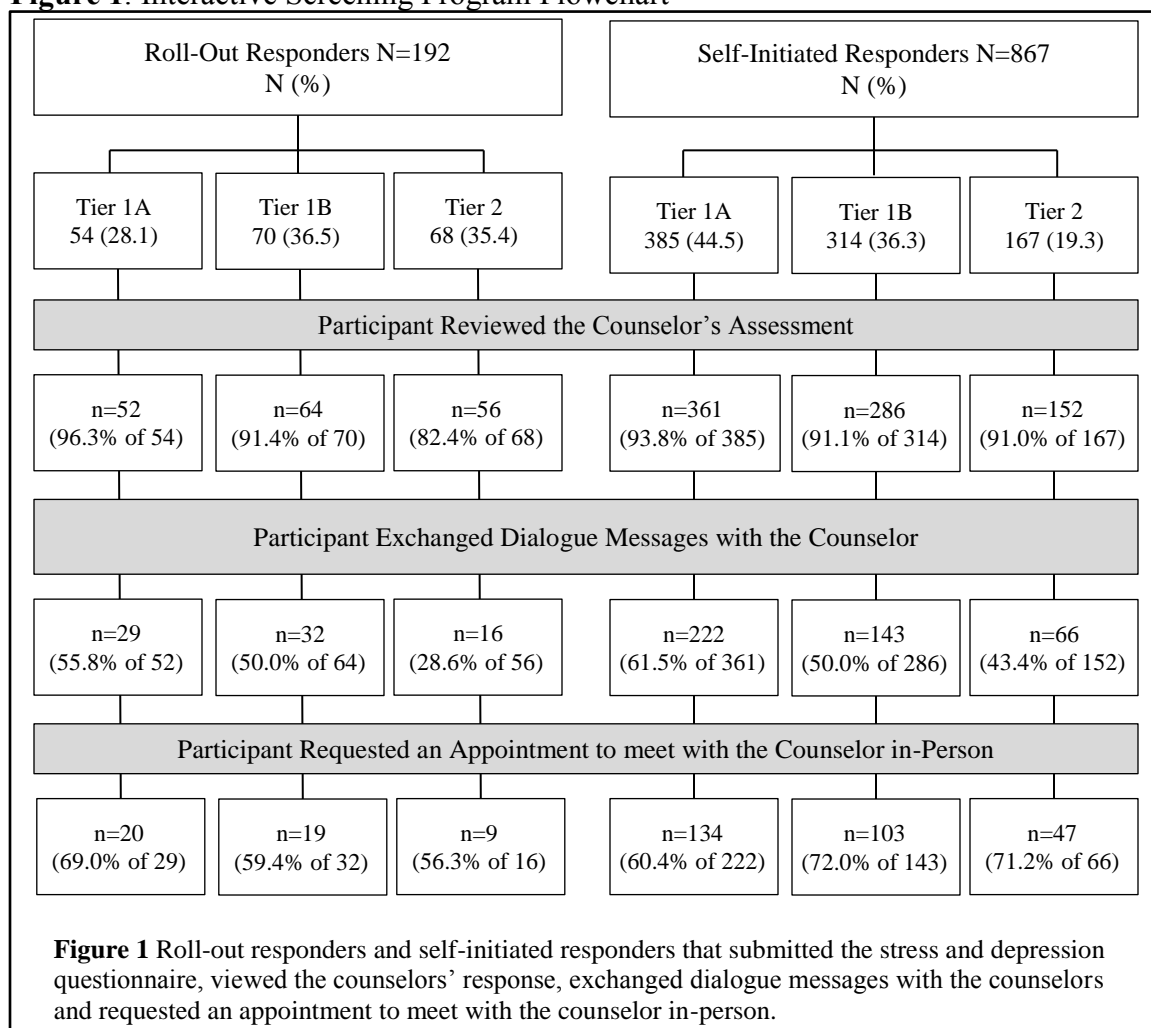 Figure 1. Interactive Screening Program Flowchart
Roll-Out Responders N=192
N (%)
Self-Initiated Responders N=867
N (%)
Tier 1A
54 (28.1)
Tier 1B
70 (36.5)
Tier 2
68 (35.4)
Tier 1A
385 (44.5)
Tier 1B
314 (36.3)
Tier 2
167 (19.3)
Participant Reviewed the Counselor’s Assessment
n=52
(96.3% of 54)
n=64
(91.4% of 70)
n=56
(82.4% of 68)
n=361
(93.8% of 385)
n=286
(91.1% of 314)
n=152
(91.0% of 167)
Participant Exchanged Dialogue Messages with the Counselor
n=29
(55.8% of 52)
n=32
(50.0% of 64)
n=16
(28.6% of 56)
n=222
(61.5% of 361)
n=143
(50.0% of 286)
n=66
(43.4% of 152)
Participant Requested an Appointment to meet with the Counselor in-Person
n=20
(69.0% of 29)
n=19
(59.4% of 32)
n=9
(56.3% of 16)
n=134
(60.4% of 222)
n=103
(72.0% of 143)
n=47
(71.2% of 66)
Figure 1 Roll-out responders and self-initiated responders that submitted the stress and depression
questionnaire, viewed the counselors’ response, exchanged dialogue messages with the counselors
and requested an appointment to meet with the counselor in-person.